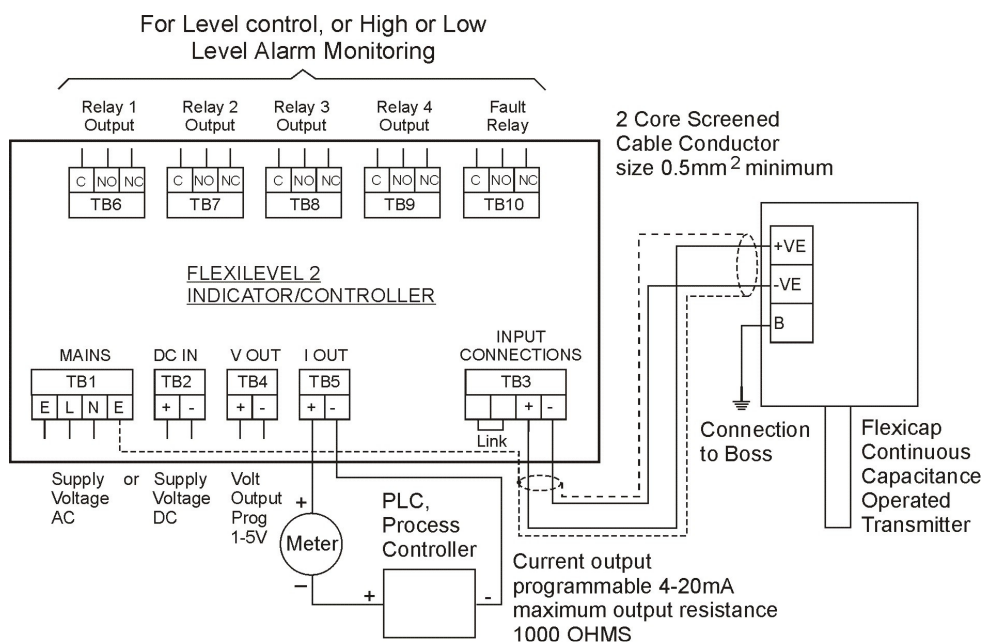 For Level control, or High or Low
Level Alarm Monitoring
Relay 1
Output
Relay 2
Output
Relay 3
Output
Relay 4
Output
Fault
Relay
2 Core Screened
Cable Conductor
size 0.5mm² minimum
C NO NC
TB6
C NO NC
TB7
C NO NC
TB8
C NO NC
TB9
C NO NC
TB10
+VE
-VE
B
FLEXILEVEL 2
INDICATOR/CONTROLLER
MAINS
TB1
E L N E
DC IN
TB2
+ -
V OUT
TB4
+ -
I OUT
TB5
+ -
INPUT
CONNECTIONS
TB3
+ -
Link
Connection
to Boss
Flexicap
Continuous
Capacitance
Operated
Transmitter
Supply
Voltage
AC
or
Supply
Voltage
DC
Volt
Output
Prog
1-5V
+
Meter
–
PLC,
Process
Controller
+ -
Current output
programmable 4-20mA
maximum output resistance
1000 OHMS